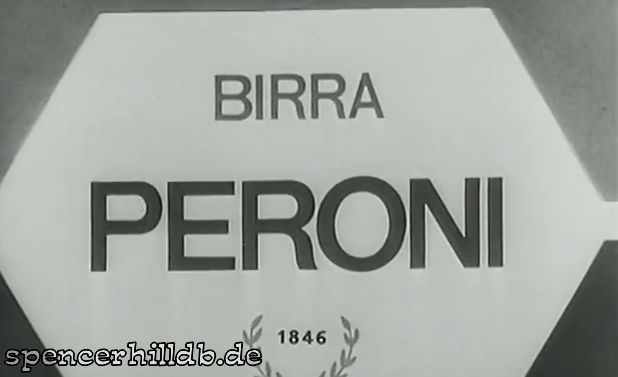 BIRRA
PERONI
1846
spencerhilldb.de